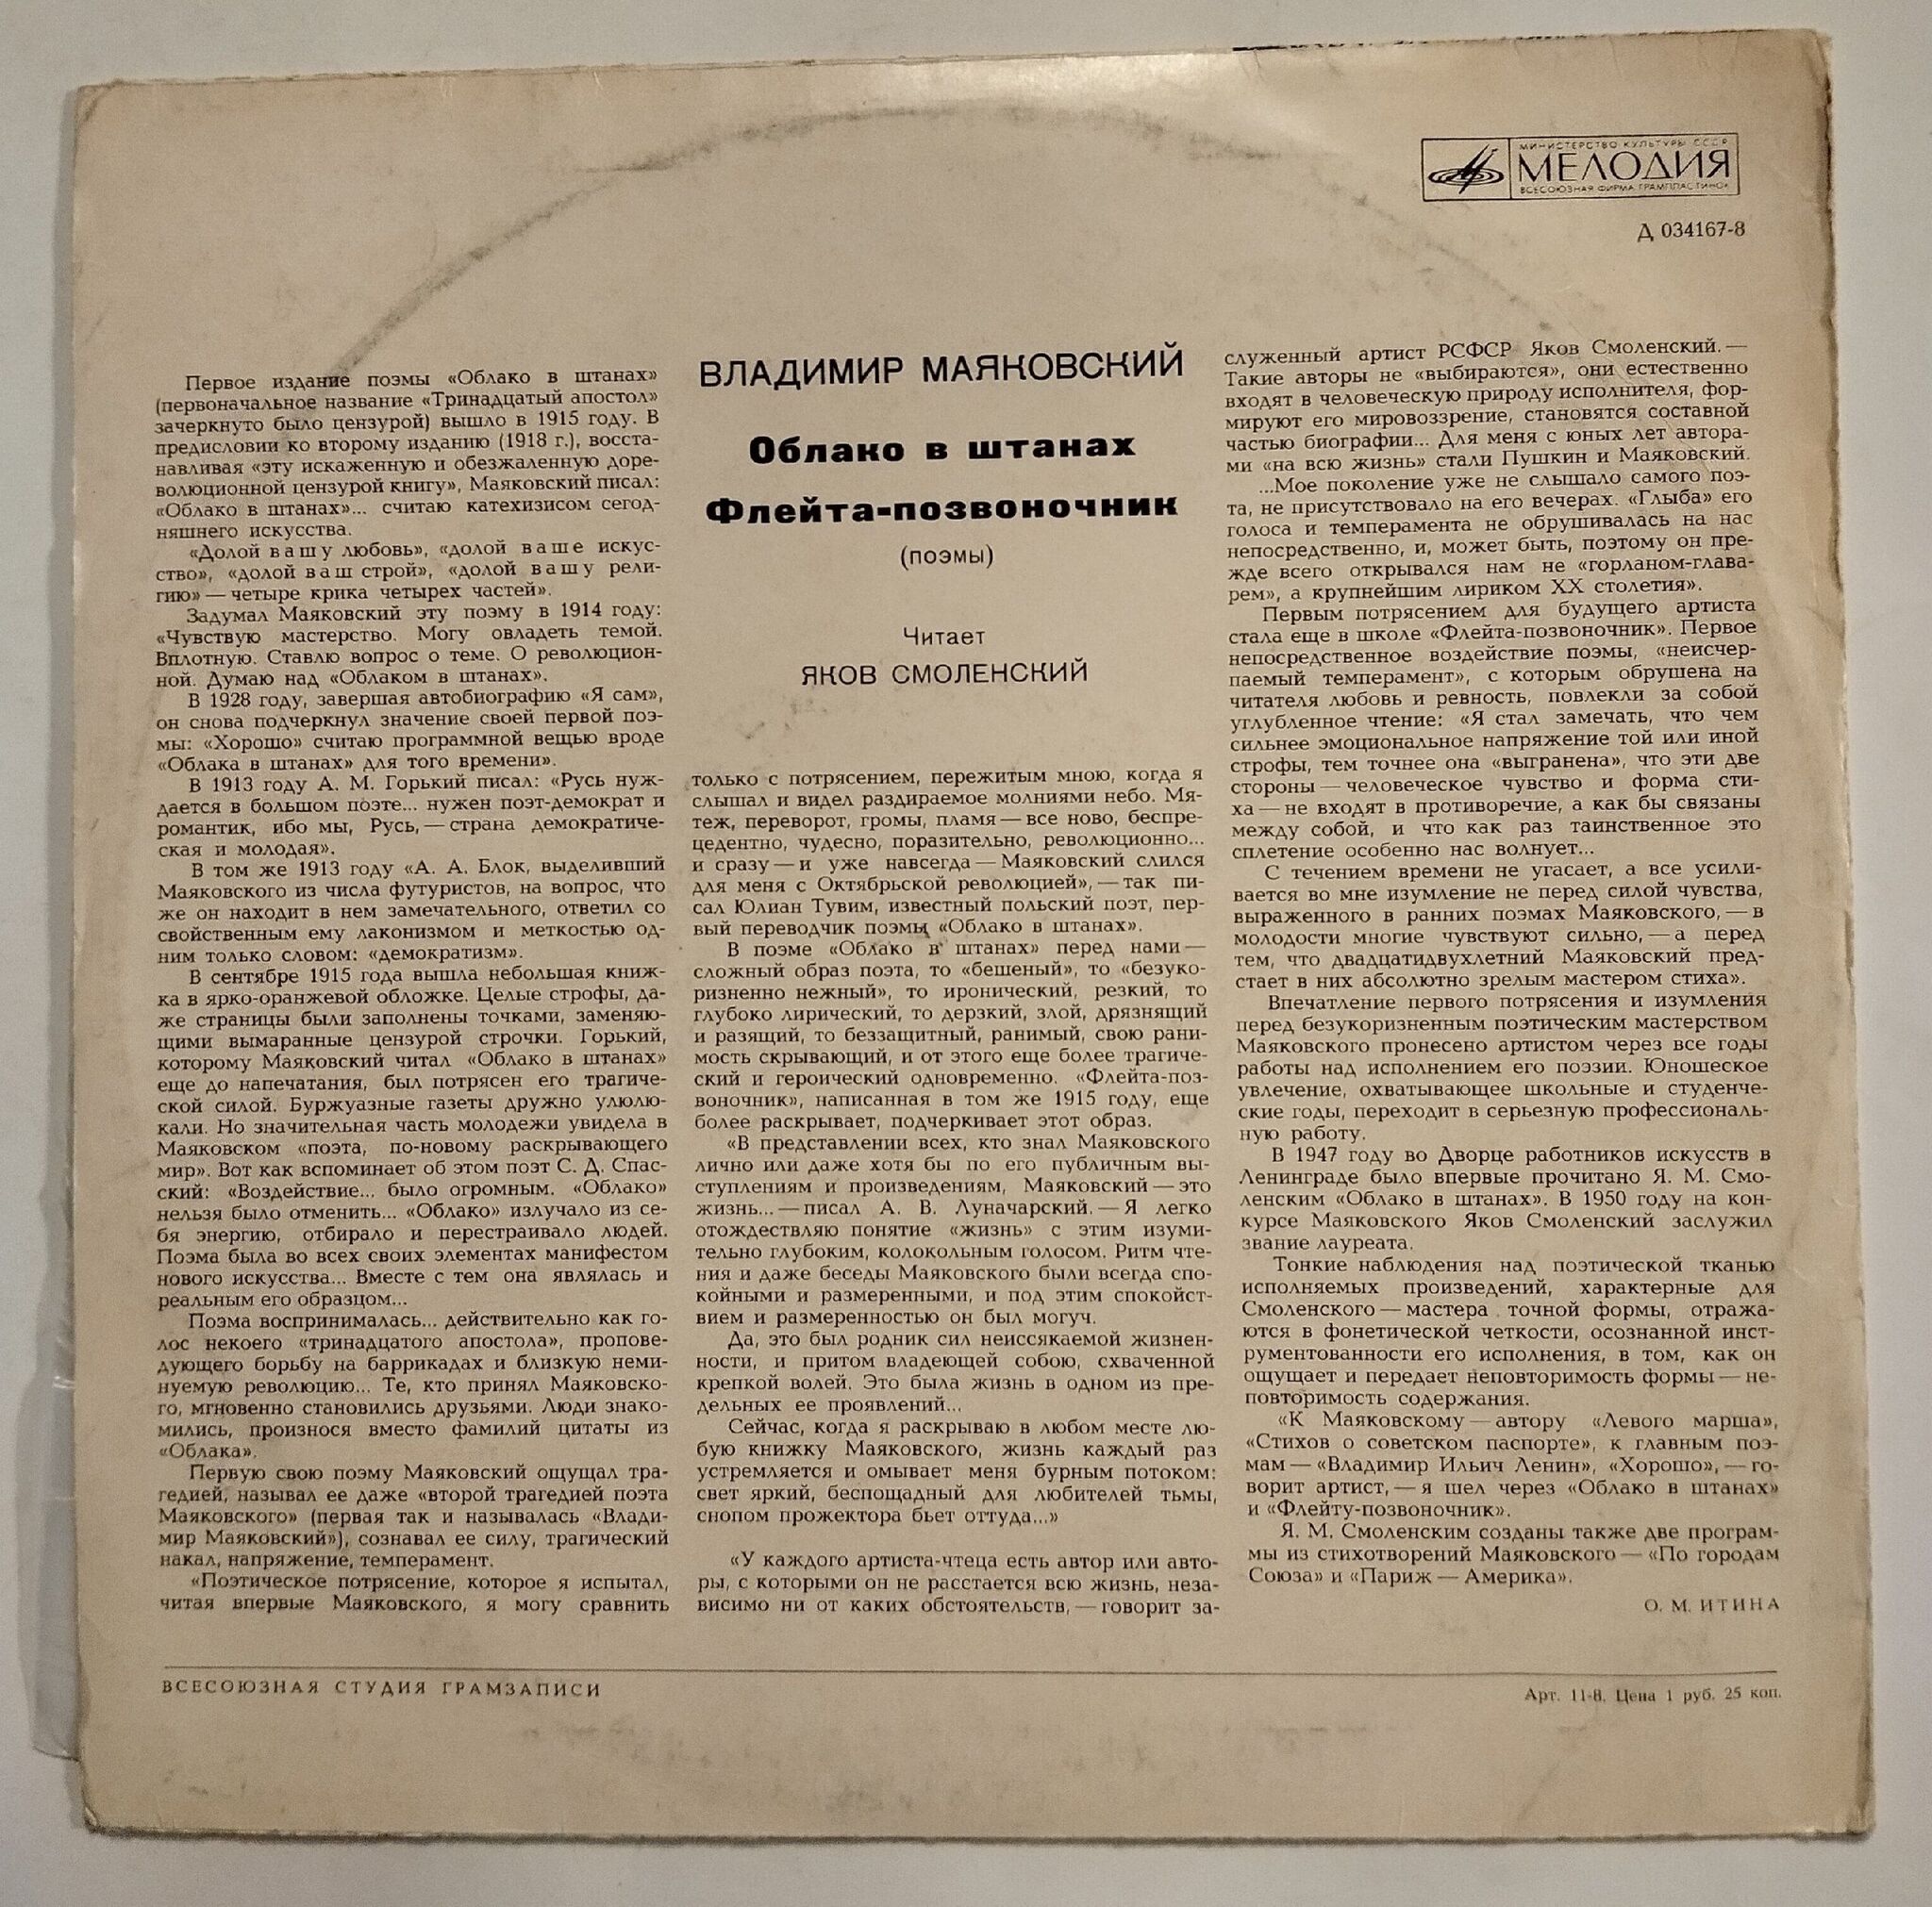 МИНИСТЕРСТВО КУЛЬТУРЫ СССР
МЕЛОДИЯ
ВСЕСОЮЗНАЯ ФИРМА ГРАМПЛАСТИНОК
Д 034167-8
ВЛАДИМИР МАЯКОВСКИЙ
Облако в штанах
Флейта-позвоночник
(поэмы)
Читает
ЯКОВ СМОЛЕНСКИЙ
Первое издание поэмы «Облако в штанах»
(первоначальное название «Тринадцатый апостол»
зачеркнуто было цензурой) вышло в 1915 году. В
предисловии ко второму изданию (1918 г.), восста-
навливая «эту искаженную и обезжаленную доре-
волюционной цензурой книгу», Маяковский писал:
«Облако в штанах»... считаю катехизисом сегод-
няшнего искусства.
«Долой вашу любовь», «долой ваше искус-
ство», «долой ваш строй», «долой вашу рели-
гию» — четыре крика четырех частей».
Задумал Маяковский эту поэму в 1914 году:
«Чувствую мастерство. Могу овладеть темой.
Вплотную. Ставлю вопрос о теме. О революцион-
ной. Думаю над «Облаком в штанах».
В 1928 году, завершая автобиографию «Я сам»,
он снова подчеркнул значение своей первой поэ-
мы: «Хорошо» считаю программной вещью вроде
«Облака в штанах» для того времени».
В 1913 году А. М. Горький писал: «Русь нуж-
дается в большом поэте... нужен поэт-демократ и
романтик, ибо мы, Русь, — страна демократиче-
ская и молодая».
В том же 1913 году «А. А. Блок, выделивший
Маяковского из числа футуристов, на вопрос, что
же он находит в нем замечательного, ответил со
свойственным ему лаконизмом и меткостью од-
ним только словом: «демократизм».
В сентябре 1915 года вышла небольшая книж-
ка в ярко-оранжевой обложке. Целые строфы, да-
же страницы были заполнены точками, заменяю-
щими вымаранные цензурой строчки. Горький,
которому Маяковский читал «Облако в штанах»
еще до напечатания, был потрясен его трагиче-
ской силой. Буржуазные газеты дружно улюлю-
кали. Но значительная часть молодежи увидела в
Маяковском «поэта, по-новому раскрывающего
мир». Вот как вспоминает об этом поэт С. Д. Спас-
ский: «Воздействие... было огромным. «Облако»
нельзя было отменить... «Облако» излучало из се-
бя энергию, отбирало и перестраивало людей.
Поэма была во всех своих элементах манифестом
нового искусства... Вместе с тем она являлась и
реальным его образцом...
Поэма воспринималась... действительно как го-
лос некоего «тринадцатого апостола», пропове-
дующего борьбу на баррикадах и близкую неми-
нуемую революцию... Те, кто принял Маяковско-
го, мгновенно становились друзьями. Люди знако-
мились, произнося вместо фамилий цитаты из
«Облака».
Первую свою поэму Маяковский ощущал тра-
гедией, называл ее даже «второй трагедией поэта
Маяковского» (первая так и называлась «Влади-
мир Маяковский»), сознавал ее силу, трагический
накал, напряжение, темперамент.
«Поэтическое потрясение, которое я испытал,
читая впервые Маяковского, я могу сравнить
только с потрясением, пережитым мною, когда я
слышал и видел раздираемое молниями небо. Мя-
теж, переворот, громы, пламя — все ново, беспре-
цедентно, чудесно, поразительно, революционно...
и сразу — и уже навсегда — Маяковский слился
для меня с Октябрьской революцией», — так пи-
сал Юлиан Тувим, известный польский поэт, пер-
вый переводчик поэмы «Облако в штанах».
В поэме «Облако в штанах» перед нами —
сложный образ поэта, то «бешеный», то «безуко-
ризненно нежный», то иронический, резкий, то
глубоко лирический, то дерзкий, злой, дрязнящий
и разящий, то беззащитный, ранимый, свою рани-
мость скрывающий, и от этого еще более трагиче-
ский и героический одновременно. «Флейта-поз-
воночник», написанная в том же 1915 году, еще
более раскрывает, подчеркивает этот образ.
«В представлении всех, кто знал Маяковского
лично или даже хотя бы по его публичным вы-
ступлениям и произведениям, Маяковский — это
жизнь... — писал А. В. Луначарский. — Я легко
отождествляю понятие «жизнь» с этим изуми-
тельно глубоким, колокольным голосом. Ритм чте-
ния и даже беседы Маяковского были всегда спо-
койными и размеренными, и под этим спокойст-
вием и размеренностью он был могуч.
Да, это был родник сил неиссякаемой жизнен-
ности, и притом владеющей собою, схваченной
крепкой волей. Это была жизнь в одном из пре-
дельных ее проявлений...
Сейчас, когда я раскрываю в любом месте лю-
бую книжку Маяковского, жизнь каждый раз
устремляется и омывает меня бурным потоком:
свет яркий, беспощадный для любителей тьмы,
снопом прожектора бьет оттуда...»
«У каждого артиста-чтеца есть автор или авто-
ры, с которыми он не расстается всю жизнь, неза-
висимо ни от каких обстоятельств, — говорит за-
служенный артист РСФСР Яков Смоленский. —
Такие авторы не «выбираются», они естественно
входят в человеческую природу исполнителя, фор-
мируют его мировоззрение, становятся составной
частью биографии... Для меня с юных лет автора-
ми «на всю жизнь» стали Пушкин и Маяковский.
...Мое поколение уже не слышало самого поэ-
та, не присутствовало на его вечерах. «Глыба» его
голоса и темперамента не обрушивалась на нас
непосредственно, и, может быть, поэтому он пре-
жде всего открывался нам не «горланом-глава-
рем», а крупнейшим лириком XX столетия».
Первым потрясением для будущего артиста
стала еще в школе «Флейта-позвоночник». Первое
непосредственное воздействие поэмы, «неисчер-
паемый темперамент», с которым обрушена на
читателя любовь и ревность, повлекли за собой
углубленное чтение: «Я стал замечать, что чем
сильнее эмоциональное напряжение той или иной
строфы, тем точнее она «выгранена», что эти две
стороны — человеческое чувство и форма сти-
ха — не входят в противоречие, а как бы связаны
между собой, и что как раз таинственное это
сплетение особенно нас волнует...
С течением времени не угасает, а все усили-
вается во мне изумление не перед силой чувства,
выраженного в ранних поэмах Маяковского, — в
молодости многие чувствуют сильно, — а перед
тем, что двадцатидвухлетний Маяковский пред-
стает в них абсолютно зрелым мастером стиха».
Впечатление первого потрясения и изумления
перед безукоризненным поэтическим мастерством
Маяковского пронесено артистом через все годы
работы над исполнением его поэзии. Юношеское
увлечение, охватывающее школьные и студенче-
ские годы, переходит в серьезную профессиональ-
ную работу.
В 1947 году во Дворце работников искусств в
Ленинграде было впервые прочитано Я. М. Смо-
ленским «Облако в штанах». В 1950 году на кон-
курсе Маяковского Яков Смоленский заслужил
звание лауреата.
Тонкие наблюдения над поэтической тканью
исполняемых произведений, характерные для
Смоленского — мастера точной формы, отража-
ются в фонетической четкости, осознанной инст-
рументованности его исполнения, в том, как он
ощущает и передает неповторимость формы — не-
повторимость содержания.
«К Маяковскому — автору «Левого марша»,
«Стихов о советском паспорте», к главным поэ-
мам — «Владимир Ильич Ленин», «Хорошо», — го-
ворит артист, — я шел через «Облако в штанах»
и «Флейту-позвоночник».
Я. М. Смоленским созданы также две програм-
мы из стихотворений Маяковского — «По городам
Союза» и «Париж — Америка».
О. М. ИТИНА
ВСЕСОЮЗНАЯ СТУДИЯ ГРАМЗАПИСИ
Арт. 11-8. Цена 1 руб. 25 коп.